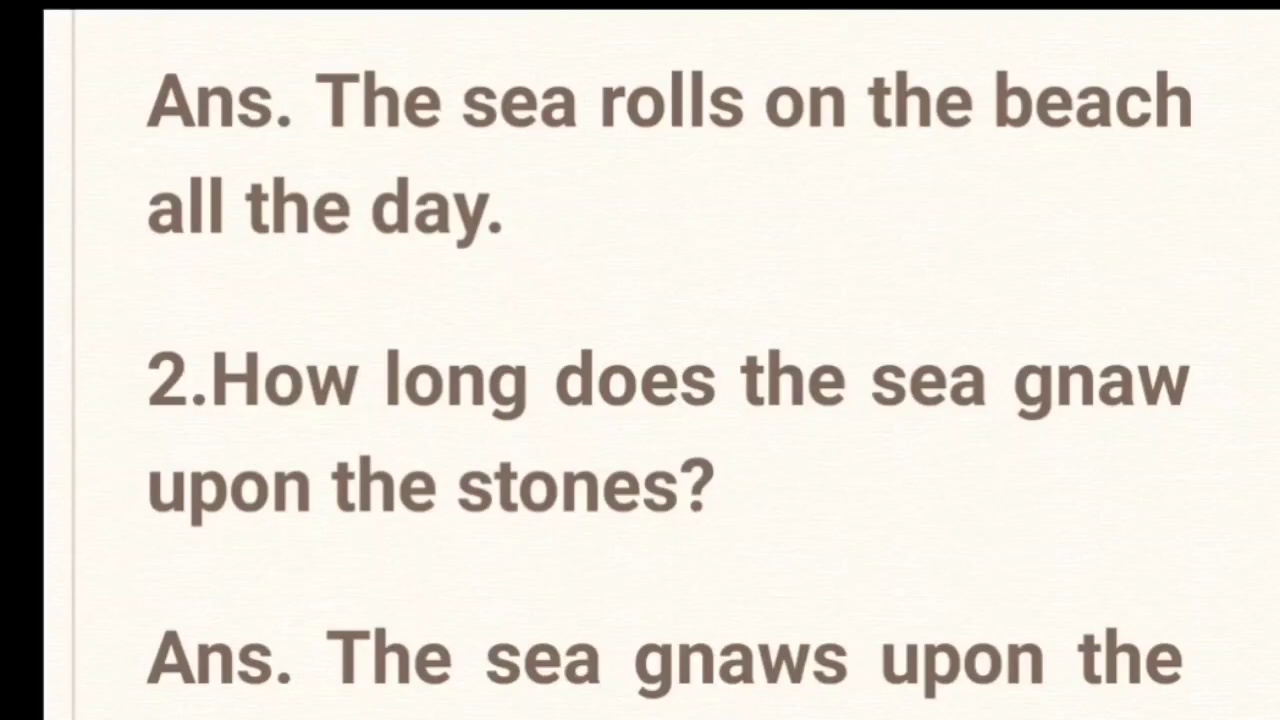 Ans. The sea rolls on the beach
all the day.
2.How long does the sea gnaw
upon the stones?
Ans. The sea gnaws upon the